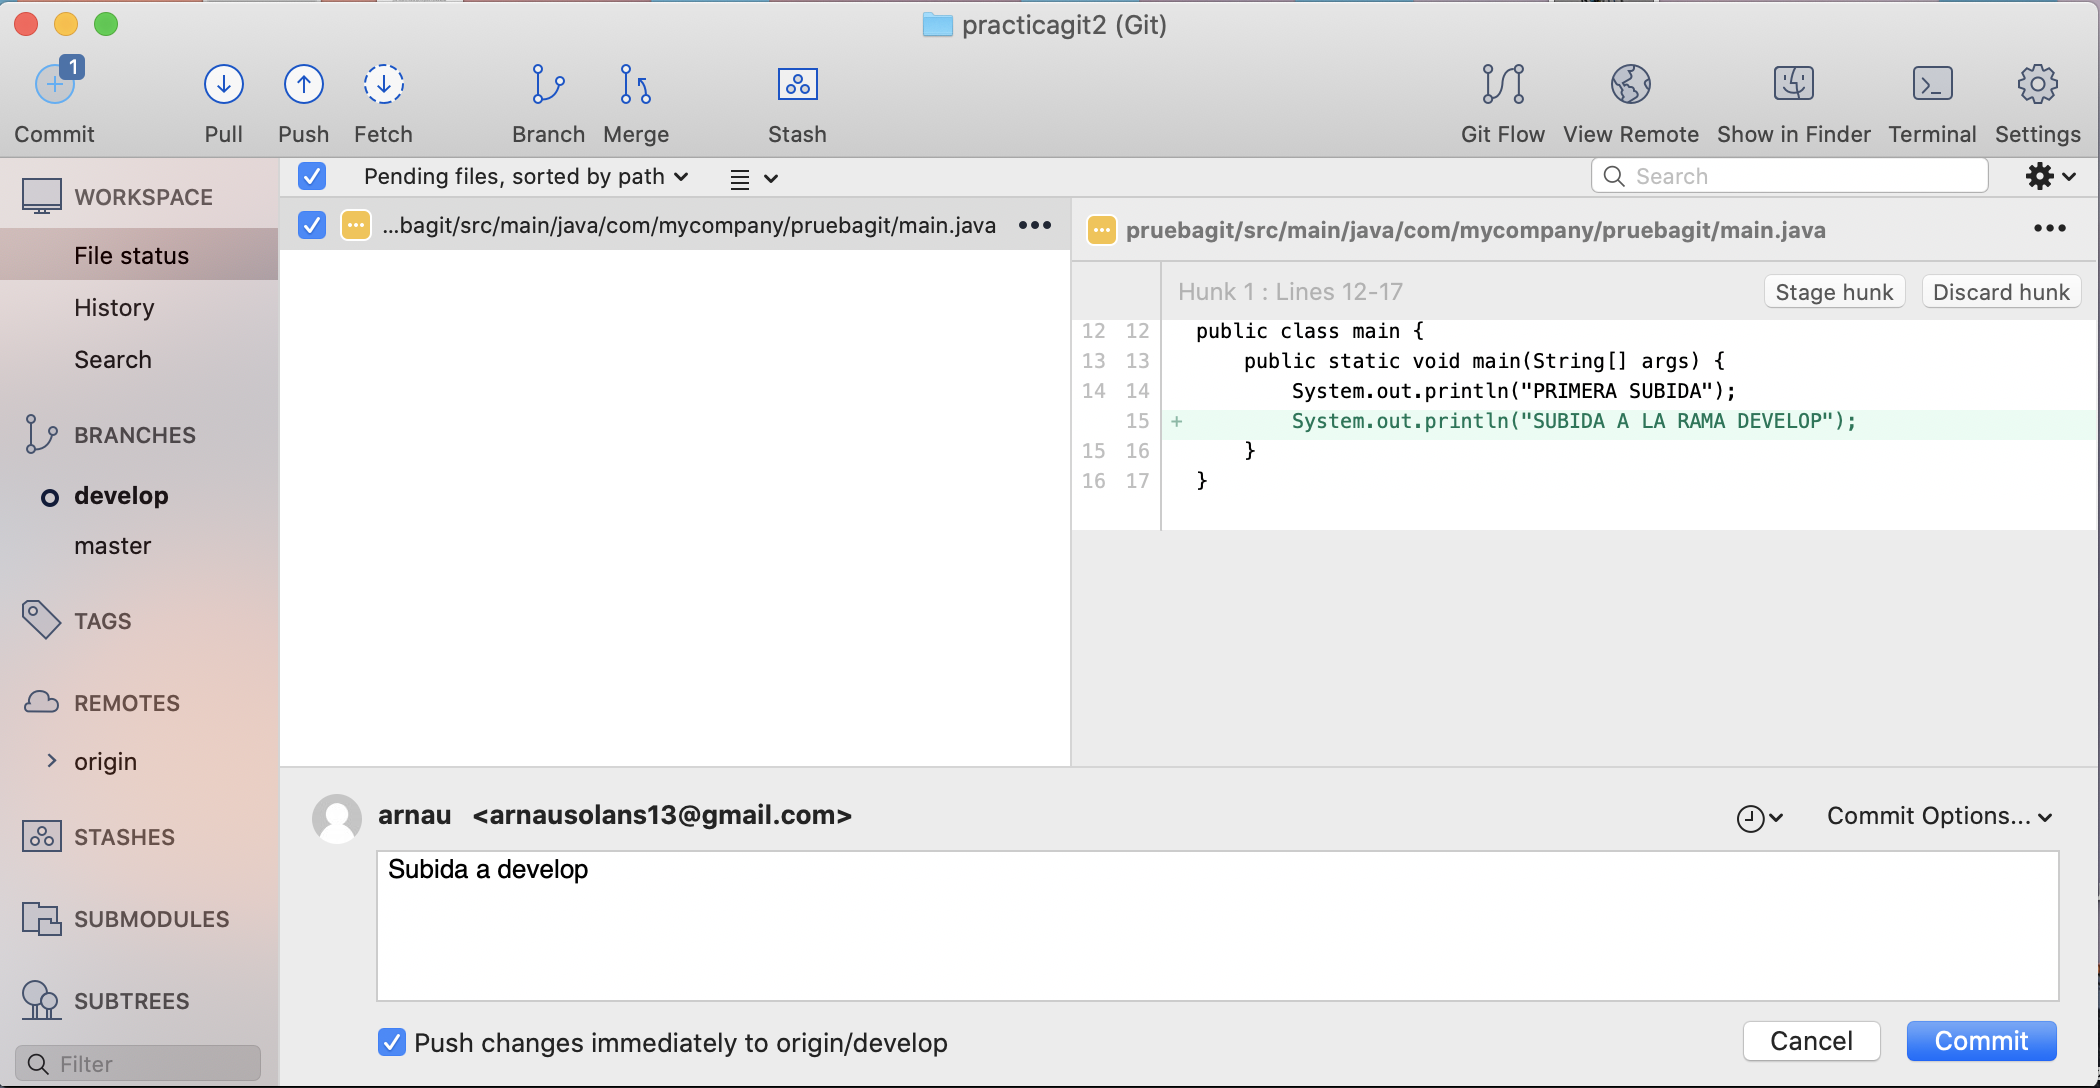 practicagit2 (Git)
1
Commit Pull Push Fetch Branch Merge Stash Git Flow View Remote Show in Finder Terminal Settings
WORKSPACE
File status
History
Search
BRANCHES
develop
master
TAGS
REMOTES
origin
STASHES
SUBMODULES
SUBTREES
Filter
Pending files, sorted by path
Search
...bagit/src/main/java/com/mycompany/pruebagit/main.java
pruebagit/src/main/java/com/mycompany/pruebagit/main.java
Hunk 1 : Lines 12-17 Stage hunk Discard hunk
12 12 public class main {
13 13 public static void main(String[] args) {
14 14 System.out.println("PRIMERA SUBIDA");
15 + System.out.println("SUBIDA A LA RAMA DEVELOP");
15 16 }
16 17 }
arnau <arnausolans13@gmail.com>
Commit Options...
Subida a develop
Push changes immediately to origin/develop
Cancel Commit